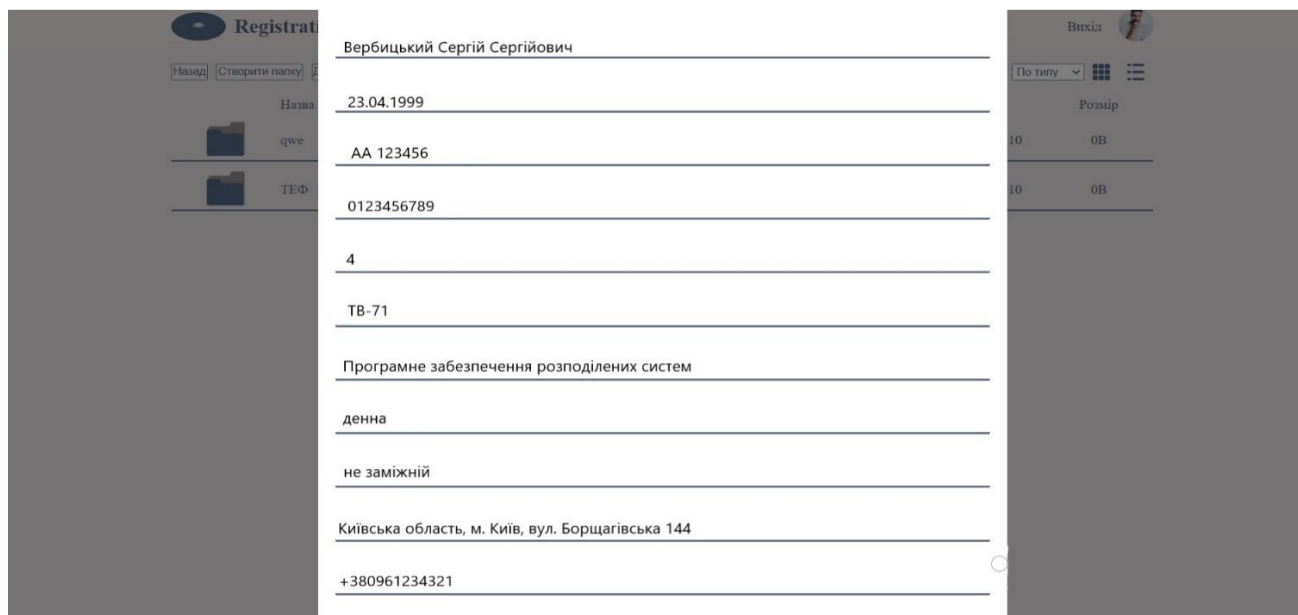 Registrati
Вихід
Назад Створити папку Д По типу
Назва Розмір
qwe 10 0B
ТЕФ 10 0B
Вербицький Сергій Сергійович
23.04.1999
АА 123456
0123456789
4
ТВ-71
Програмне забезпечення розподілених систем
денна
не заміжній
Київська область, м. Київ, вул. Борщагівська 144
+380961234321